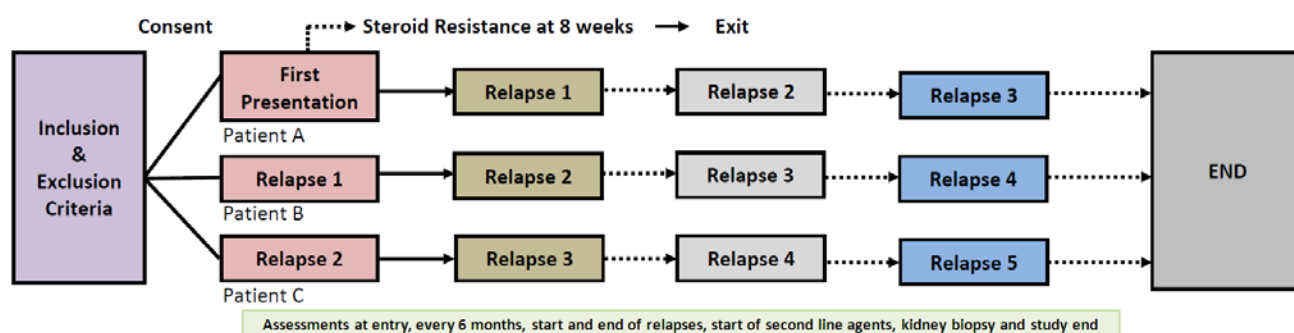 Consent
Steroid Resistance at 8 weeks
Exit
Inclusion
&
Exclusion
Criteria
First
Presentation
Relapse 1
Relapse 2
Relapse 3
Patient A
Relapse 1
Relapse 2
Relapse 3
Relapse 4
Patient B
Relapse 2
Relapse 3
Relapse 4
Relapse 5
Patient C
END
Assessments at entry, every 6 months, start and end of relapses, start of second line agents, kidney biopsy and study end